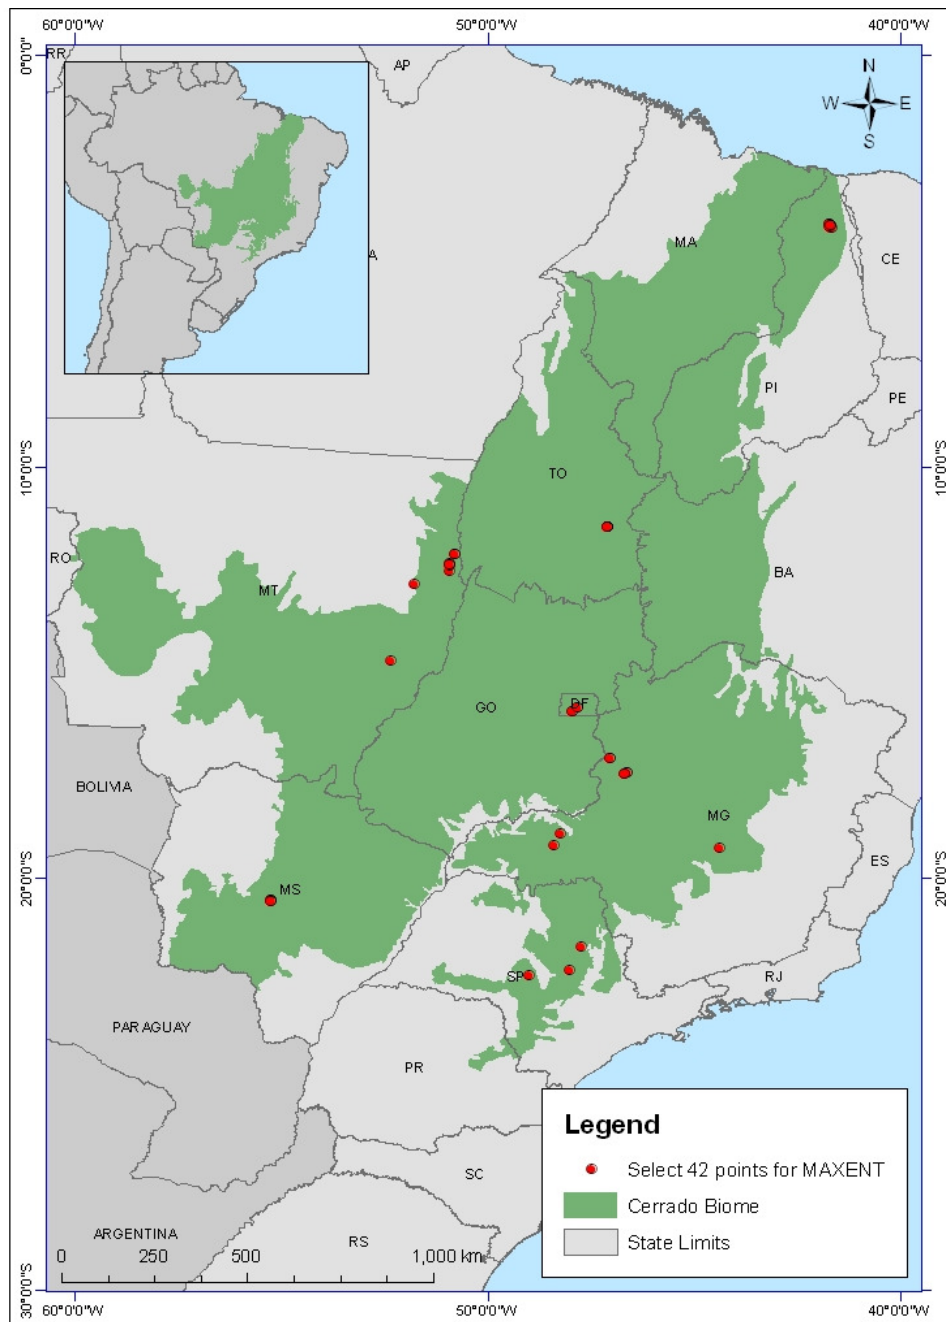 60°0'0"W 50°0'0"W 40°0'0"W
0°0'0"
RR
AP
N
W E
S
MA
A
CE
PI
PE
10°0'0"S 10°0'0"S
TO
RO
MT
BA
GO
DF
BOLIVIA
MG
ES
20°0'0"S 20°0'0"S
MS
SP
RJ
PARAGUAY
PR
Legend
Select 42 points for MAXENT
SC
Cerrado Biome
ARGENTINA
RS
State Limits
0 250 500 1,000 km
30°0'0"S
60°0'0"W 50°0'0"W 40°0'0"W